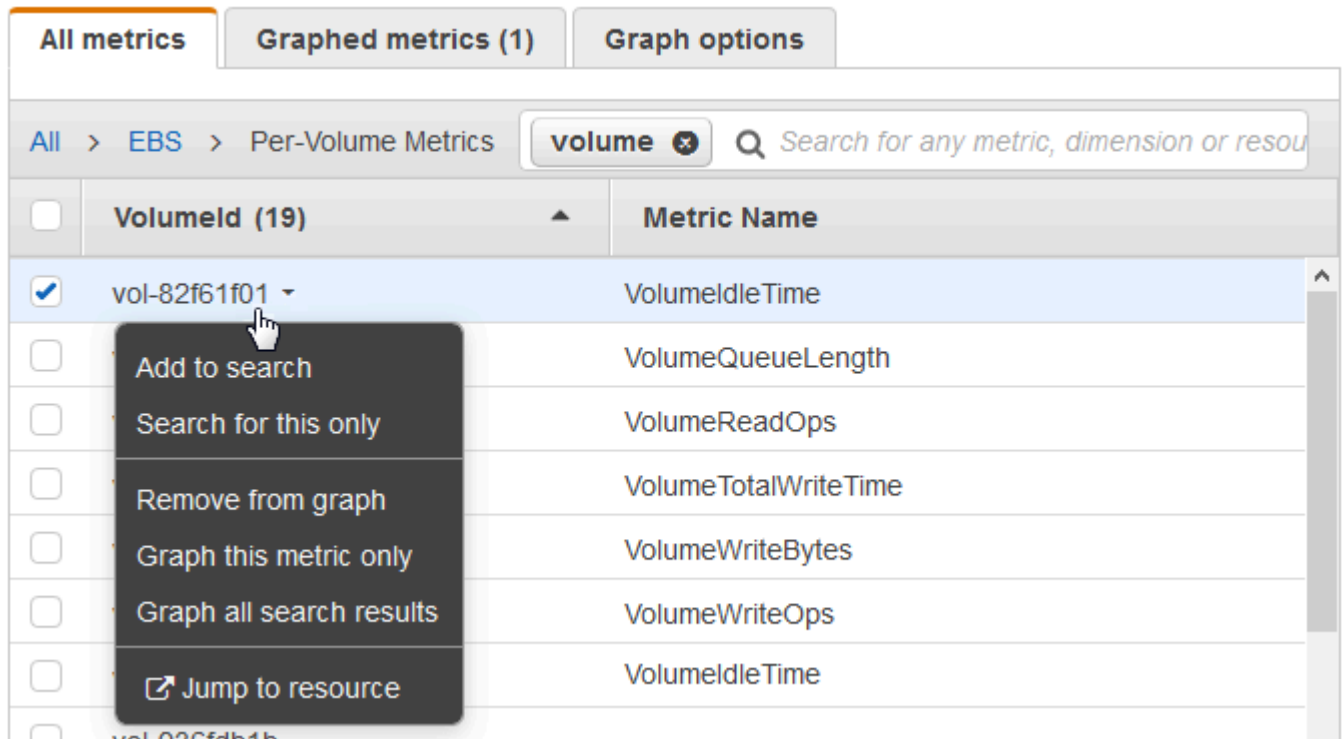 All metrics Graphed metrics (1) Graph options
All > EBS > Per-Volume Metrics volume Search for any metric, dimension or resou
VolumeId (19) Metric Name
vol-82f61f01 VolumeIdleTime
Add to search VolumeQueueLength
Search for this only VolumeReadOps
VolumeTotalWriteTime
Remove from graph
Graph this metric only VolumeWriteBytes
Graph all search results VolumeWriteOps
Jump to resource VolumeIdleTime